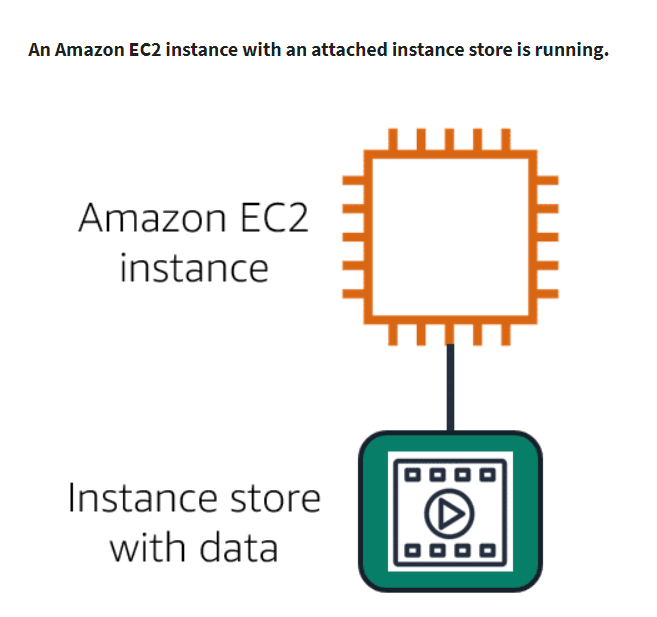 An Amazon EC2 instance with an attached instance store is running.
Amazon EC2
instance
Instance store
with data